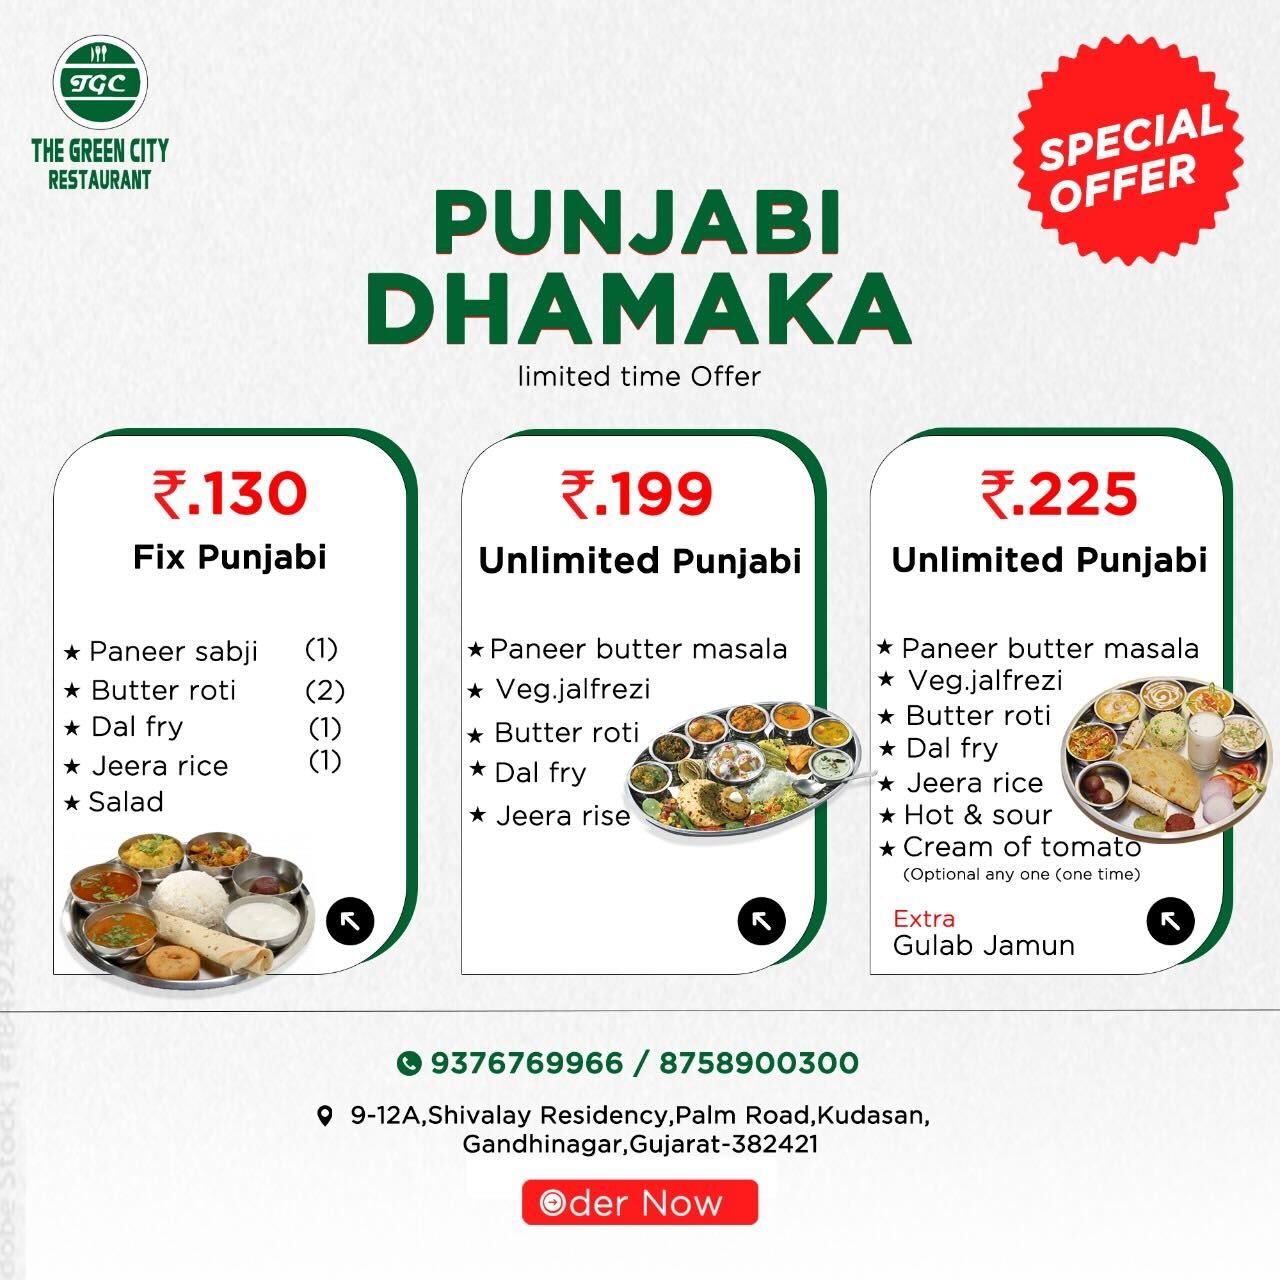 TGC
THE GREEN CITY
RESTAURANT
SPECIAL
OFFER
PUNJABI
DHAMAKA
limited time Offer
₹.130
Fix Punjabi
★ Paneer sabji (1)
★ Butter roti (2)
★ Dal fry (1)
★ Jeera rice (1)
★ Salad
₹.199
Unlimited Punjabi
★ Paneer butter masala
★ Veg.jalfrezi
★ Butter roti
★ Dal fry
★ Jeera rise
₹.225
Unlimited Punjabi
★ Paneer butter masala
★ Veg.jalfrezi
★ Butter roti
★ Dal fry
★ Jeera rice
★ Hot & sour
★ Cream of tomato
(Optional any one (one time)
Extra
Gulab Jamun
9376769966 / 8758900300
9-12A,Shivalay Residency,Palm Road,Kudasan,
Gandhinagar,Gujarat-382421
Oder Now
dobe Stock | #184924664